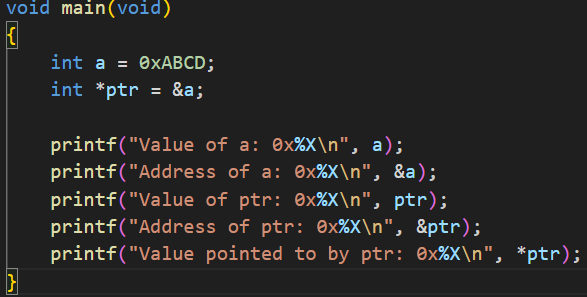 void main(void)
{
    int a = 0xABCD;
    int *ptr = &a;

    printf("Value of a: 0x%X\n", a);
    printf("Address of a: 0x%X\n", &a);
    printf("Value of ptr: 0x%X\n", ptr);
    printf("Address of ptr: 0x%X\n", &ptr);
    printf("Value pointed to by ptr: 0x%X\n", *ptr);
}